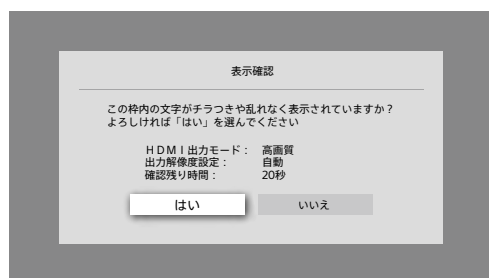 表示確認
この枠内の文字がチラつきや乱れなく表示されていますか？
よろしければ「はい」を選んでください
ＨＤＭＩ出力モード： 高画質
出力解像度設定： 自動
確認残り時間： 20秒
はい いいえ